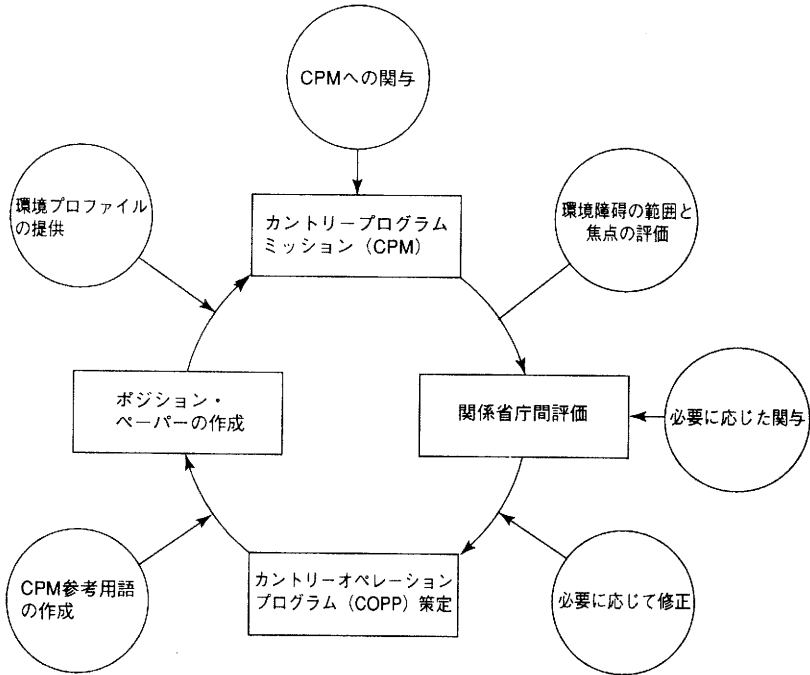 CPMへの関与
環境プロファイル
の提供
カントリープログラム
ミッション（CPM）
環境障碍の範囲と
焦点の評価
ポジション・
ペーパーの作成
関係省庁間評価
必要に応じた関与
CPM参考用語
の作成
カントリーオペレーション
プログラム（COPP）策定
必要に応じて修正